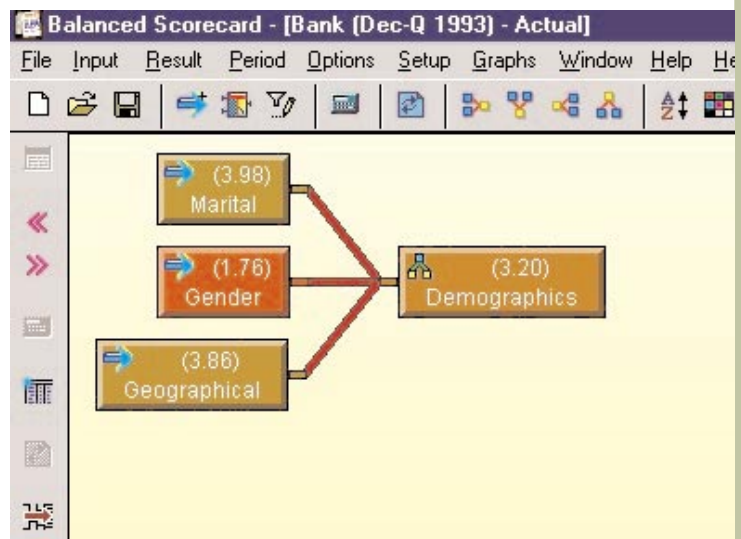 Balanced Scorecard - [Bank (Dec-Q 1993) - Actual]
File Input Result Period Options Setup Graphs Window Help He
A Z
(3.98)
Marital
(1.76)
Gender
(3.20)
Demographics
(3.86)
Geographical